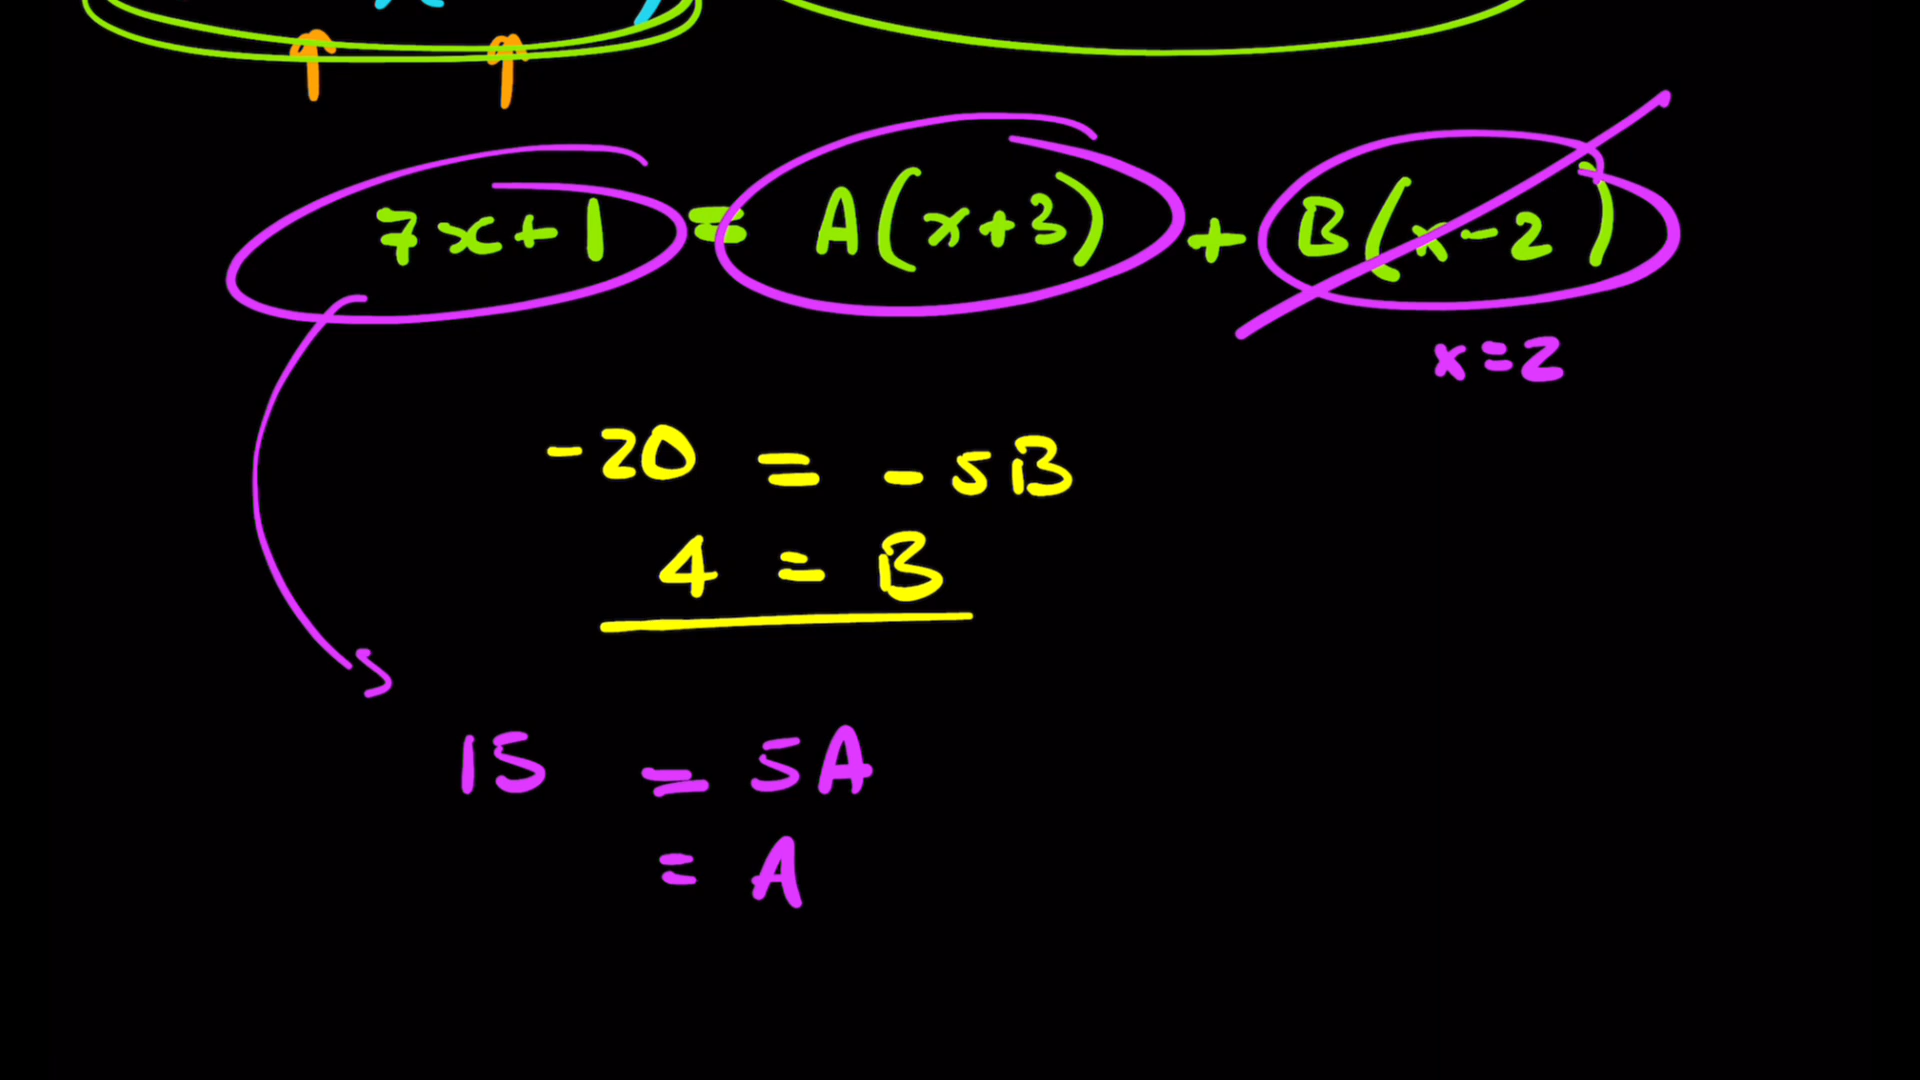 7x+1 = A(x+3) + B(x-2)
x=2
-20 = -5B
4 = B
15 = 5A
= A